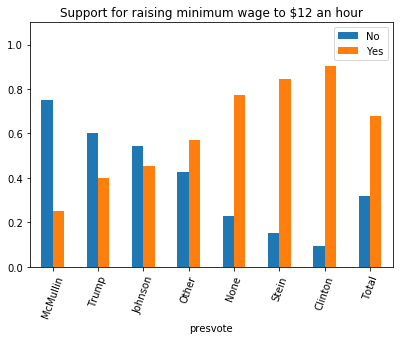 Support for raising minimum wage to $12 an hour
No
Yes
1.0
0.8
0.6
0.4
0.2
0.0
McMullin
Trump
Johnson
Other
None
Stein
Clinton
Total
presvote